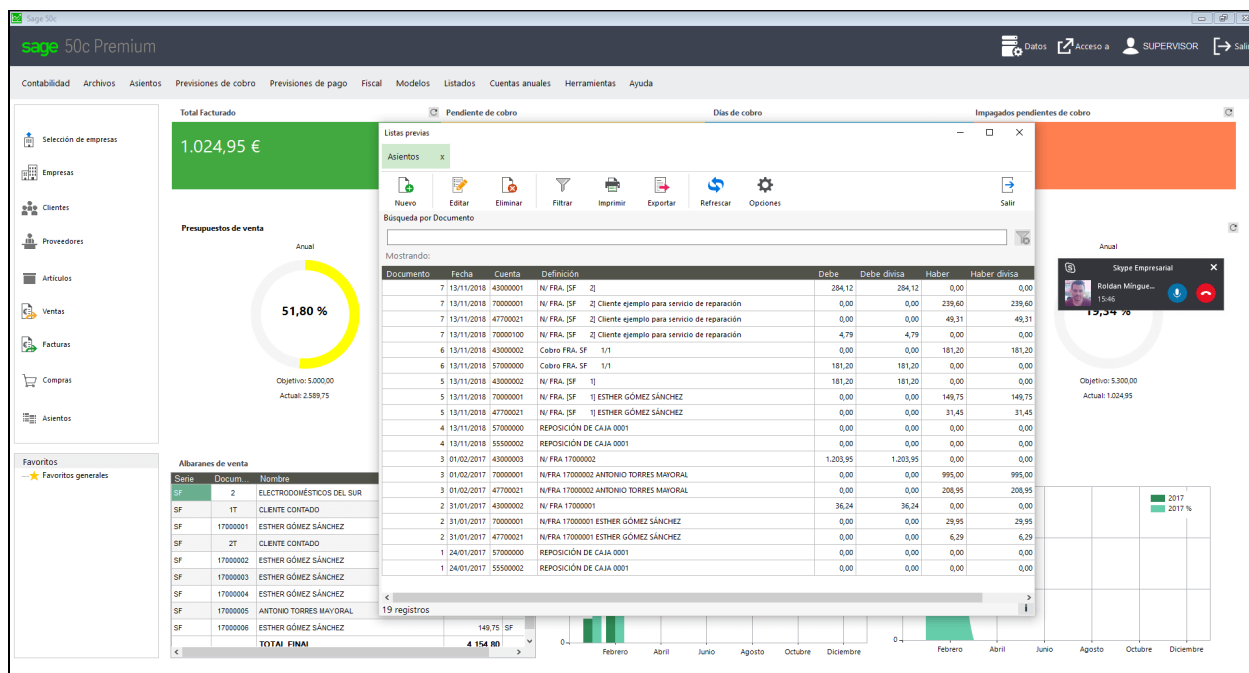 Sage 50c
sage 50c Premium
Datos Acceso a SUPERVISOR Salir
Contabilidad Archivos Asientos Previsiones de cobro Previsiones de pago Fiscal Modelos Listados Cuentas anuales Herramientas Ayuda
Selección de empresas
Empresas
Clientes
Proveedores
Artículos
Ventas
Facturas
Compras
Asientos
Favoritos
Favoritos generales
Total Facturado
1.024,95 €
Pendiente de cobro
Días de cobro
Impagados pendientes de cobro
Presupuestos de venta
Anual
51,80 %
Objetivo: 5.000,00
Actual: 2.589,75
Listas previas
Asientos x
Nuevo Editar Eliminar Filtrar Imprimir Exportar Refrescar Opciones Salir
Búsqueda por Documento
Mostrando:
Documento Fecha Cuenta Definición Debe Debe divisa Haber Haber divisa
7 13/11/2018 43000001 N/ FRA. [SF 2] 284,12 284,12 0,00 0,00
7 13/11/2018 70000001 N/ FRA. [SF 2] Cliente ejemplo para servicio de reparación 0,00 0,00 239,60 239,60
7 13/11/2018 47700021 N/ FRA. [SF 2] Cliente ejemplo para servicio de reparación 0,00 0,00 49,31 49,31
7 13/11/2018 70000100 N/ FRA. [SF 2] Cliente ejemplo para servicio de reparación 4,79 4,79 0,00 0,00
6 13/11/2018 43000002 Cobro FRA. SF 1/1 0,00 0,00 181,20 181,20
6 13/11/2018 57000000 Cobro FRA. SF 1/1 181,20 181,20 0,00 0,00
5 13/11/2018 43000002 N/ FRA. [SF 1] 181,20 181,20 0,00 0,00
5 13/11/2018 70000001 N/ FRA. [SF 1] ESTHER GÓMEZ SÁNCHEZ 0,00 0,00 149,75 149,75
5 13/11/2018 47700021 N/ FRA. [SF 1] ESTHER GÓMEZ SÁNCHEZ 0,00 0,00 31,45 31,45
4 13/11/2018 57000000 REPOSICIÓN DE CAJA 0001 0,00 0,00 0,00 0,00
4 13/11/2018 55500002 REPOSICIÓN DE CAJA 0001 0,00 0,00 0,00 0,00
3 01/02/2017 43000003 N/ FRA 17000002 1.203,95 1.203,95 0,00 0,00
3 01/02/2017 70000001 N/FRA 17000002 ANTONIO TORRES MAYORAL 0,00 0,00 995,00 995,00
3 01/02/2017 47700021 N/FRA 17000002 ANTONIO TORRES MAYORAL 0,00 0,00 208,95 208,95
2 31/01/2017 43000002 N/ FRA 17000001 36,24 36,24 0,00 0,00
2 31/01/2017 70000001 N/FRA 17000001 ESTHER GÓMEZ SÁNCHEZ 0,00 0,00 29,95 29,95
2 31/01/2017 47700021 N/FRA 17000001 ESTHER GÓMEZ SÁNCHEZ 0,00 0,00 6,29 6,29
1 24/01/2017 57000000 REPOSICIÓN DE CAJA 0001 0,00 0,00 0,00 0,00
1 24/01/2017 55500002 REPOSICIÓN DE CAJA 0001 0,00 0,00 0,00 0,00
19 registros
Skype Empresarial
Roldan Míngue...
15:46
Anual
19,34 %
Objetivo: 5.300,00
Actual: 1.024,95
Albaranes de venta
Serie Docum... Nombre
SF 2 ELECTRODOMÉSTICOS DEL SUR
SF 1T CLIENTE CONTADO
SF 17000001 ESTHER GÓMEZ SÁNCHEZ
SF 2T CLIENTE CONTADO
SF 17000002 ESTHER GÓMEZ SÁNCHEZ
SF 17000003 ESTHER GÓMEZ SÁNCHEZ
SF 17000004 ESTHER GÓMEZ SÁNCHEZ
SF 17000005 ANTONIO TORRES MAYORAL
SF 17000006 ESTHER GÓMEZ SÁNCHEZ 149,75 SF
TOTAL FINAL 4.154,80
0
Febrero Abril Junio Agosto Octubre Diciembre
2017
2017 %
0
Febrero Abril Junio Agosto Octubre Diciembre